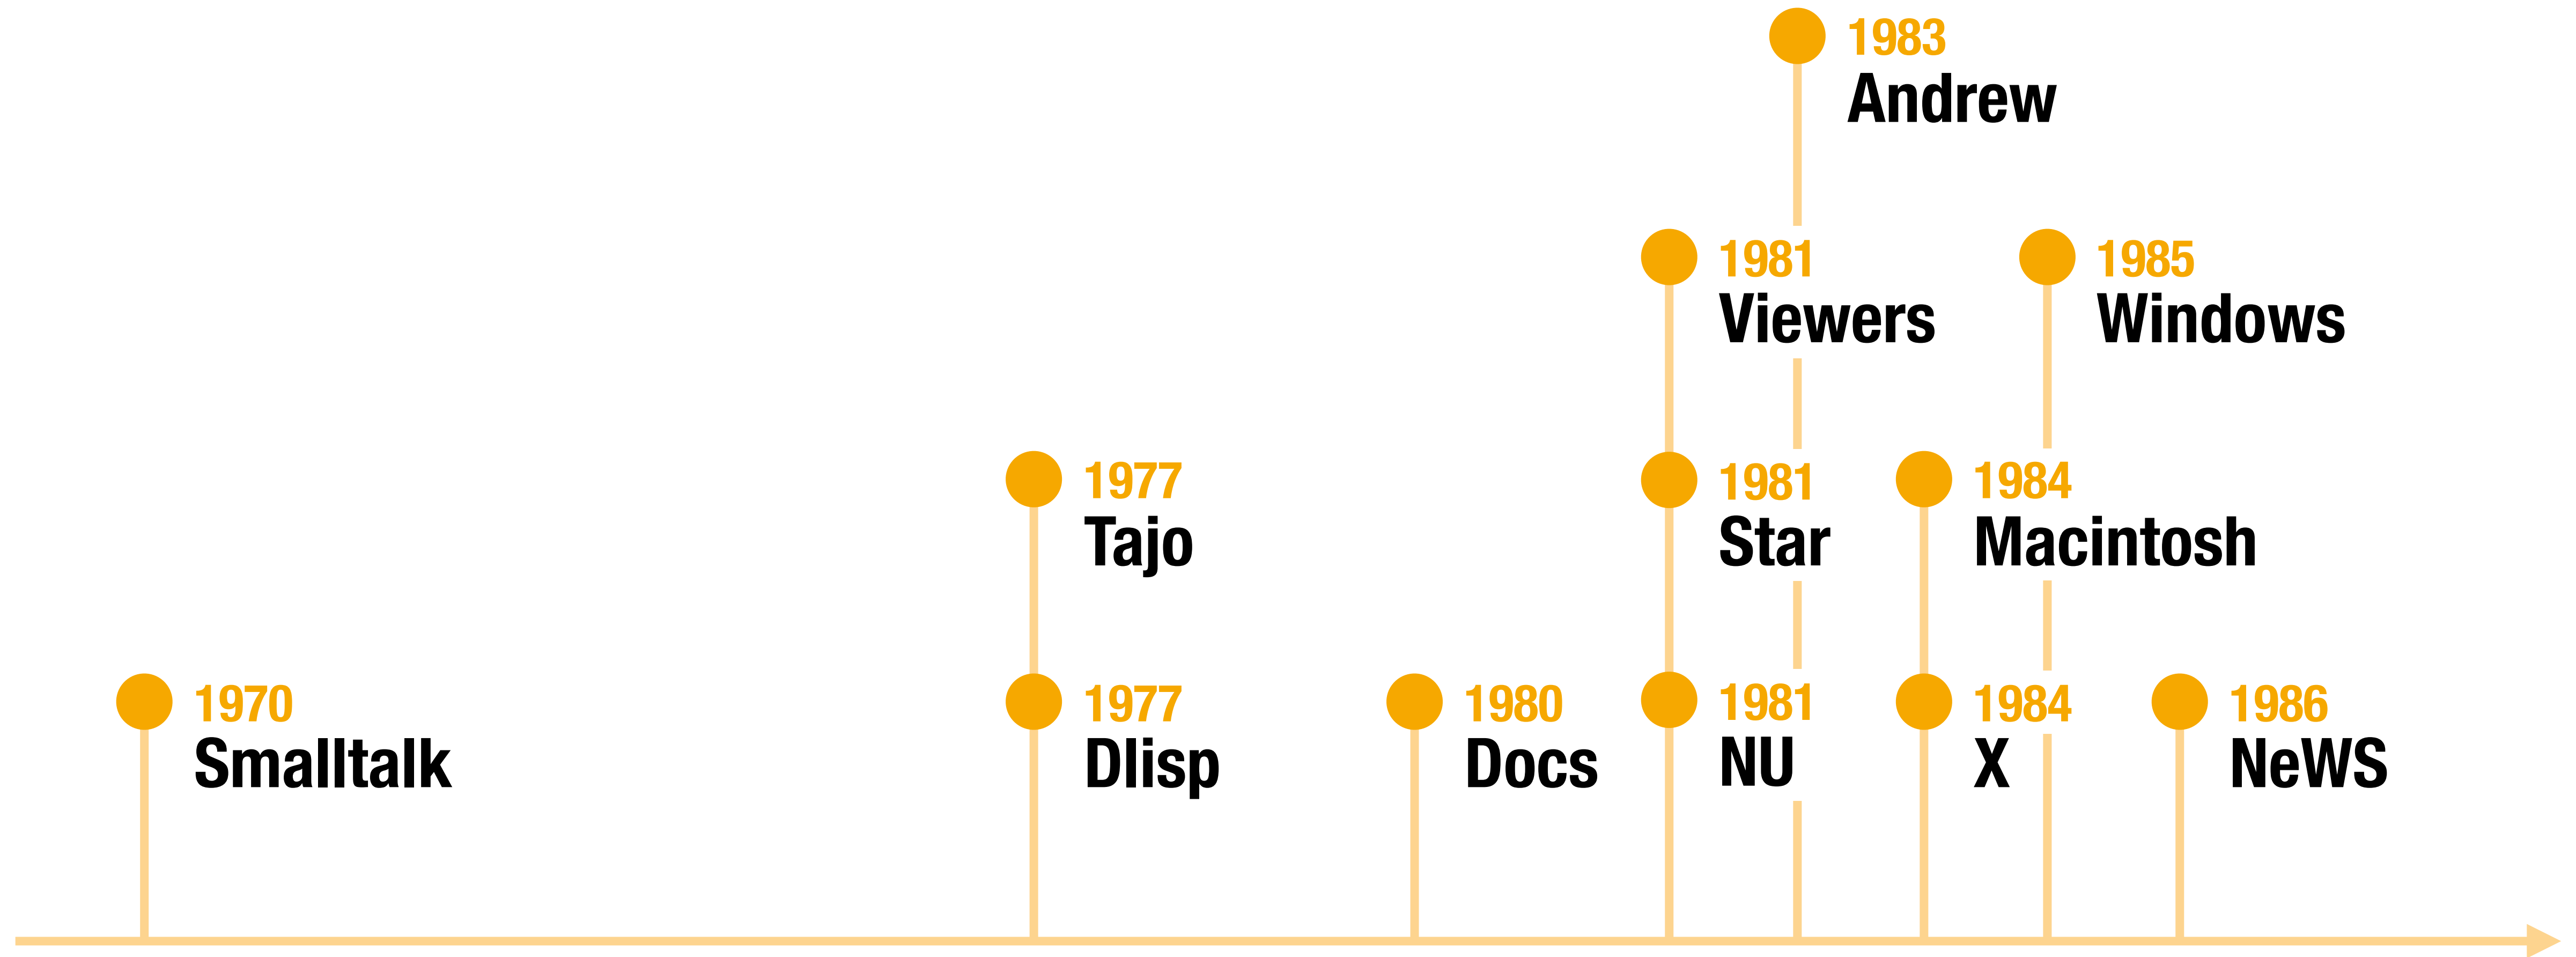 1983
Andrew
1981
Viewers
1985
Windows
1977
Tajo
1981
Star
1984
Macintosh
1970
Smalltalk
1977
Dlisp
1980
Docs
1981
NU
1984
X
1986
NeWS